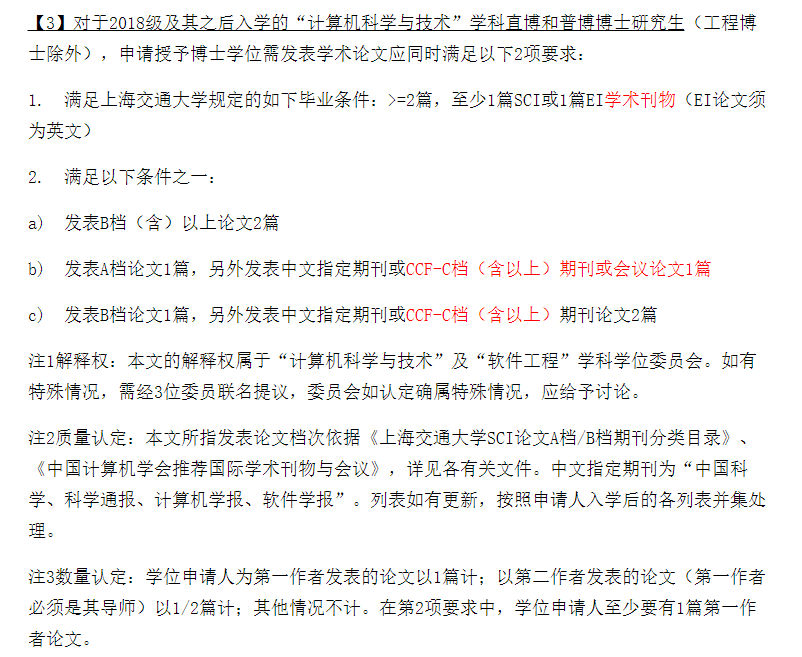 【3】对于2018级及其之后入学的“计算机科学与技术”学科直博和普博博士研究生（工程博
士除外），申请授予博士学位需发表学术论文应同时满足以下2项要求：
1. 满足上海交通大学规定的如下毕业条件：>=2篇，至少1篇SCI或1篇EI学术刊物（EI论文须
为英文）
2. 满足以下条件之一：
a) 发表B档（含）以上论文2篇
b) 发表A档论文1篇，另外发表中文指定期刊或CCF-C档（含以上）期刊或会议论文1篇
c) 发表B档论文1篇，另外发表中文指定期刊或CCF-C档（含以上）期刊论文2篇
注1解释权：本文的解释权属于“计算机科学与技术”及“软件工程”学科学位委员会。如有
特殊情况，需经3位委员联名提议，委员会如认定确属特殊情况，应给予讨论。
注2质量认定：本文所指发表论文档次依据《上海交通大学SCI论文A档/B档期刊分类目录》、
《中国计算机学会推荐国际学术刊物与会议》，详见各有关文件。中文指定期刊为“中国科
学、科学通报、计算机学报、软件学报”。列表如有更新，按照申请人入学后的各列表并集处
理。
注3数量认定：学位申请人为第一作者发表的论文以1篇计；以第二作者发表的论文（第一作者
必须是其导师）以1/2篇计；其他情况不计。在第2项要求中，学位申请人至少要有1篇第一作
者论文。